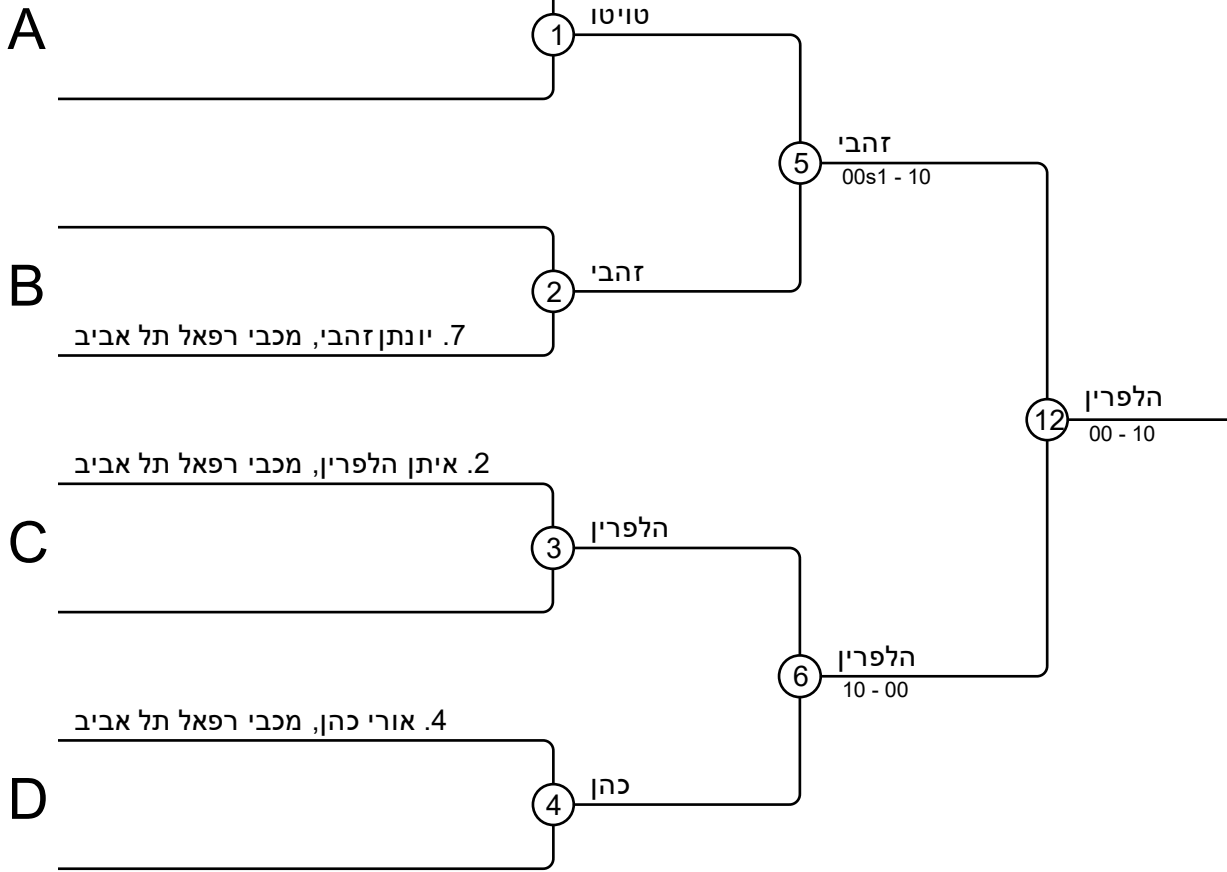 A
1
טויטו
5
זהבי
00s1 - 10
B
2
זהבי
7. יונתן זהבי, מכבי רפאל תל אביב
12
הלפרין
00 - 10
2. איתן הלפרין, מכבי רפאל תל אביב
C
3
הלפרין
6
הלפרין
10 - 00
4. אורי כהן, מכבי רפאל תל אביב
D
4
כהן